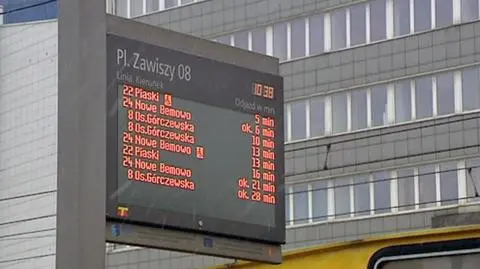 Pl. Zawiszy 08
10:39
Linia, Kierunek Odjazd w min.
22 Piaski 5 min
24 Nowe Bemowo ok. 6 min
8 Os.Górczewska 10 min
8 Os.Górczewska 13 min
24 Nowe Bemowo 13 min
22 Piaski 16 min
24 Nowe Bemowo ok. 21 min
8 Os.Górczewska ok. 28 min